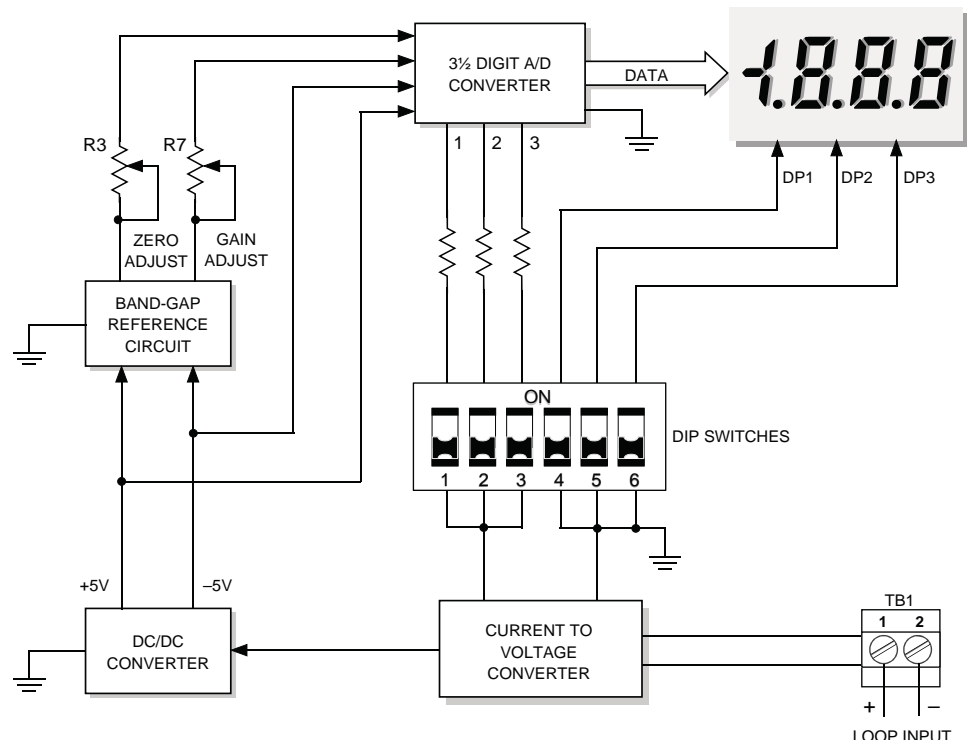 3½ DIGIT A/D
CONVERTER
DATA
-1.8.8.8
1 2 3
R3
R7
DP1
DP2
DP3
ZERO
ADJUST
GAIN
ADJUST
BAND-GAP
REFERENCE
CIRCUIT
ON
DIP SWITCHES
1 2 3 4 5 6
+5V
–5V
DC/DC
CONVERTER
CURRENT TO
VOLTAGE
CONVERTER
TB1
1 2
+ –
LOOP INPUT